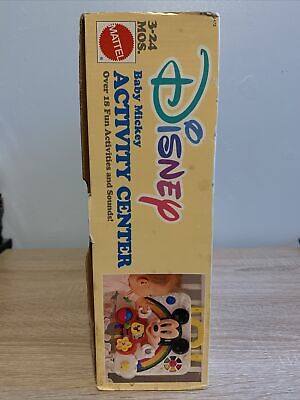 MATTEL
3-24
MOS.
DISNEY
Baby Mickey
ACTIVITY CENTER
Over 18 Fun Activities and Sounds!